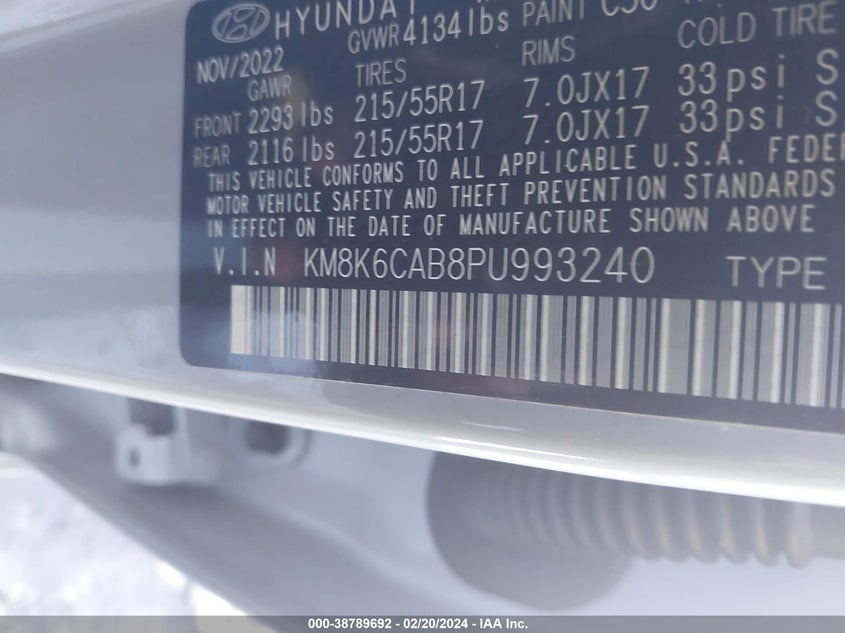 HYUNDAI
GVWR 4134 lbs PAINT
NOV/2022
GAWR TIRES RIMS COLD TIRE
FRONT 2293 lbs 215/55R17 7.0JX17 33psi S
REAR 2116 lbs 215/55R17 7.0JX17 33psi S
THIS VEHICLE CONFORMS TO ALL APPLICABLE U.S.A. FEDER
MOTOR VEHICLE SAFETY AND THEFT PREVENTION STANDARDS
IN EFFECT ON THE DATE OF MANUFACTURE SHOWN ABOVE
V.I.N KM8K6CAB8PU993240 TYPE
000-38789692 - 02/20/2024 - IAA Inc.